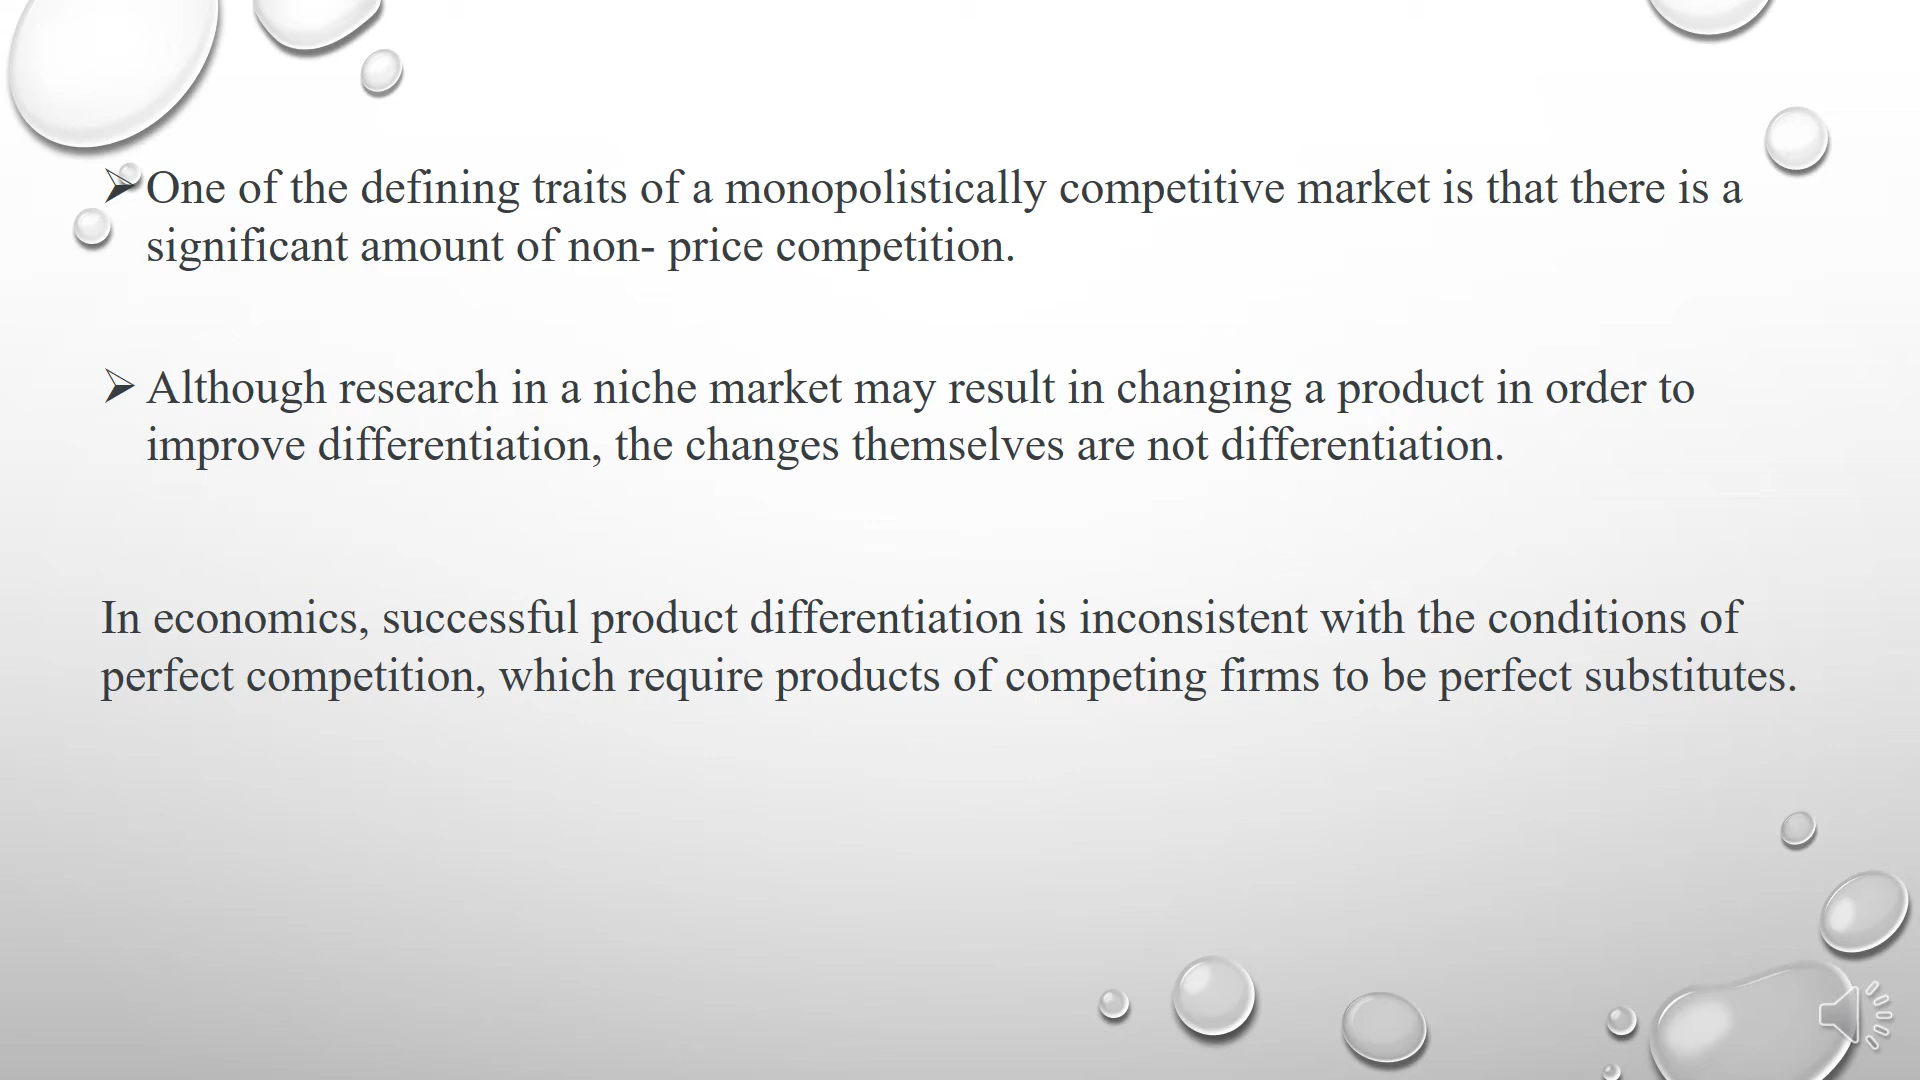 ➢ One of the defining traits of a monopolistically competitive market is that there is a
significant amount of non- price competition.
➢ Although research in a niche market may result in changing a product in order to
improve differentiation, the changes themselves are not differentiation.
In economics, successful product differentiation is inconsistent with the conditions of
perfect competition, which require products of competing firms to be perfect substitutes.